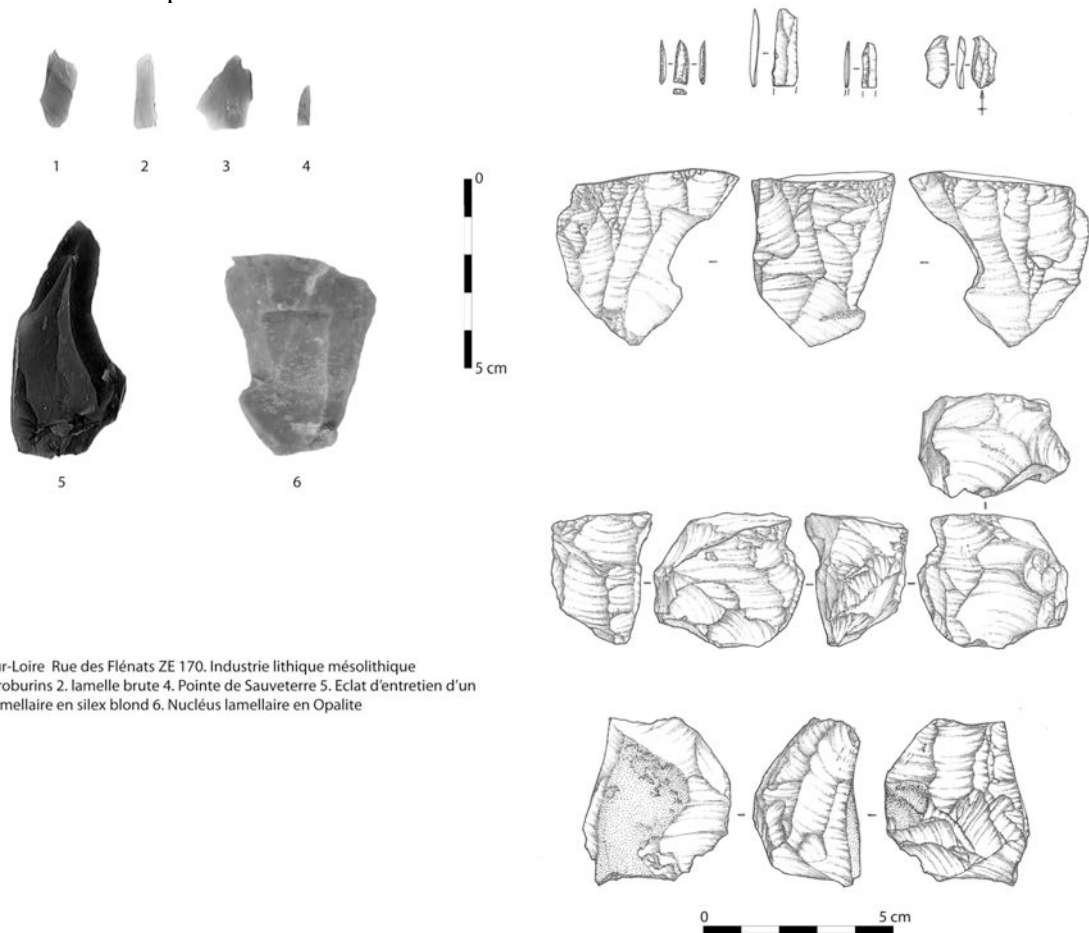 1 2 3 4
0
5 cm
5 6
ur-Loire Rue des Flénats ZE 170. Industrie lithique mésolithique
roburins 2. lamelle brute 4. Pointe de Sauveterre 5. Eclat d'entretien d'un
mellaire en silex blond 6. Nucléus lamellaire en Opalite
0 5 cm